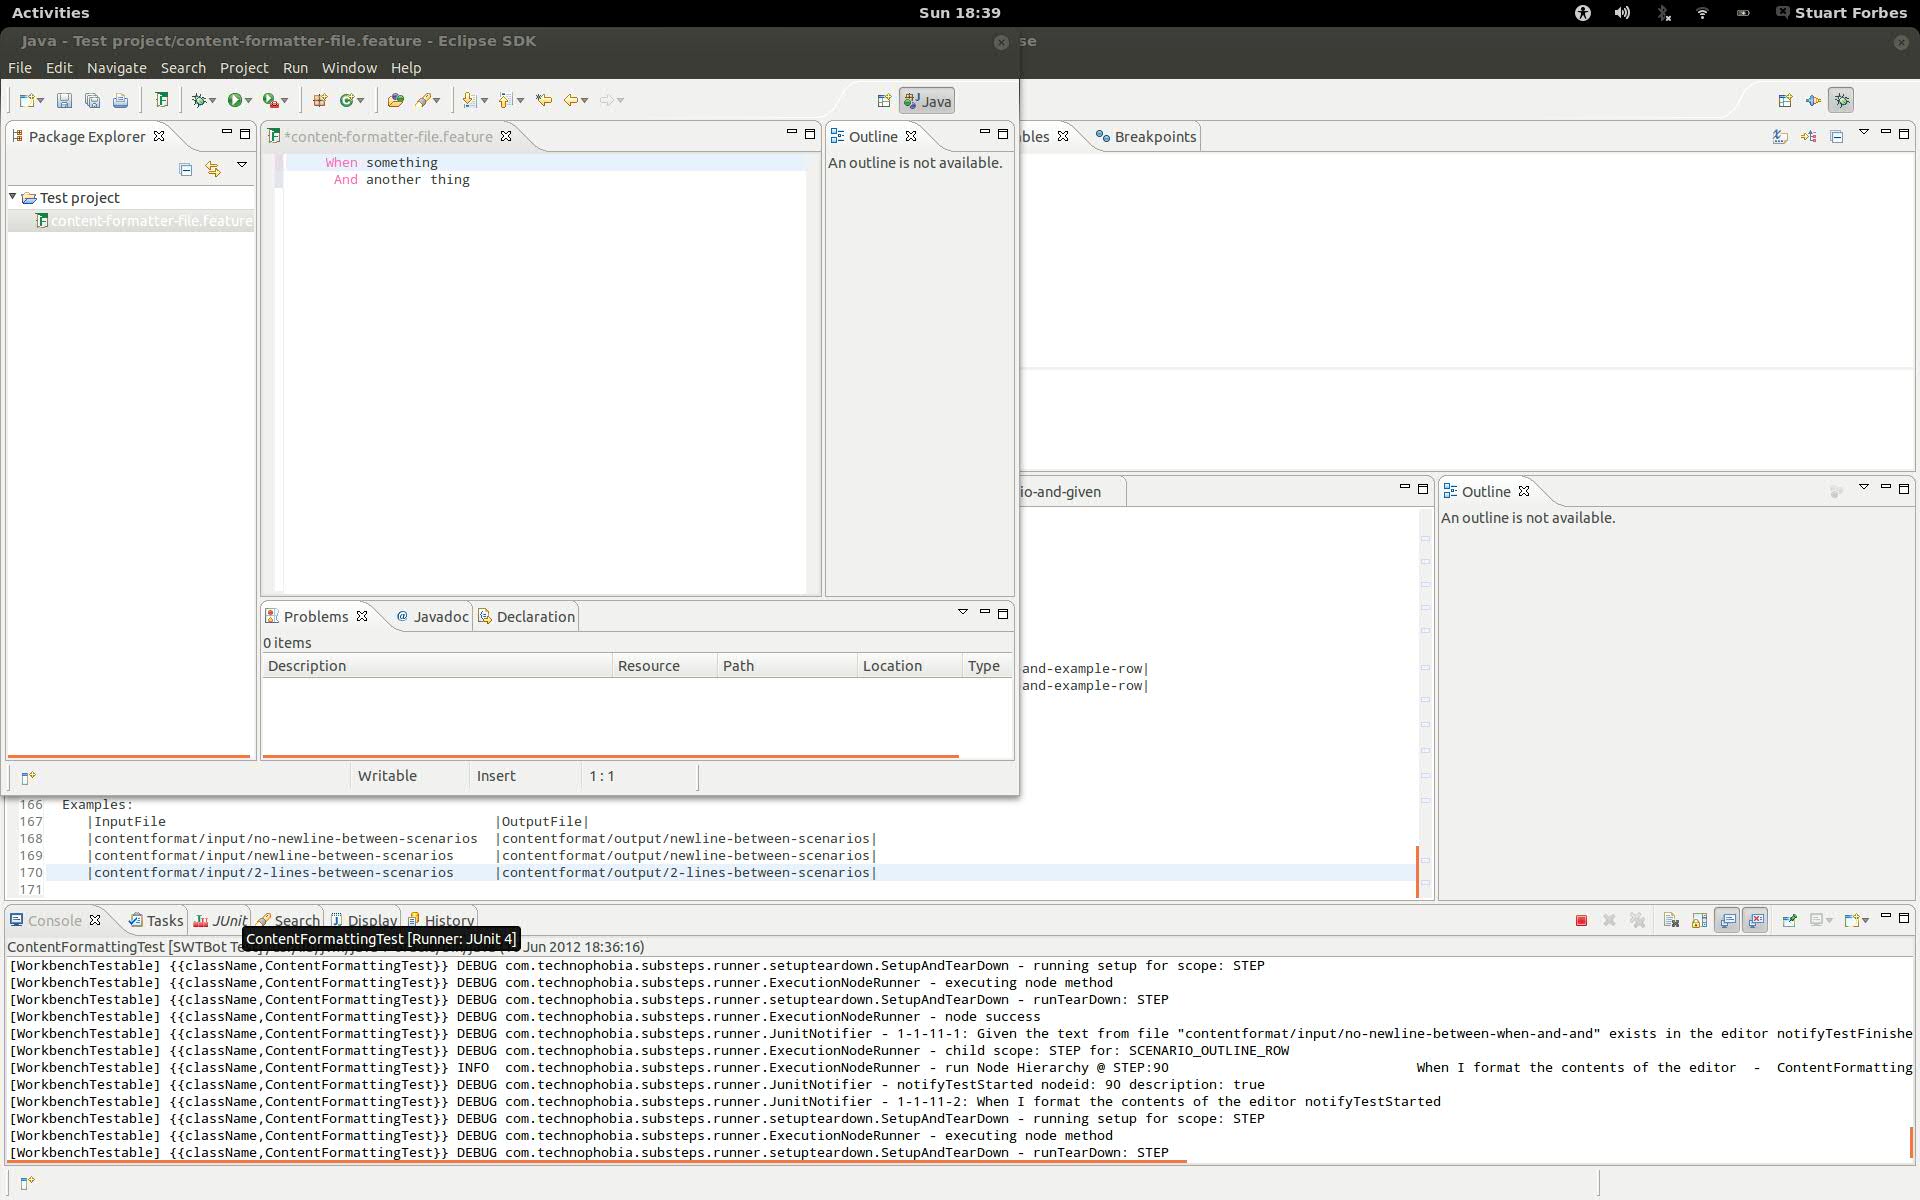 Activities
Sun 18:39
Stuart Forbes
Java - Test project/content-formatter-file.feature - Eclipse SDK
se
File Edit Navigate Search Project Run Window Help
Java
Package Explorer
*content-formatter-file.feature
Outline
bles
Breakpoints
When something
An outline is not available.
And another thing
Test project
content-formatter-file.feature
io-and-given
Outline
An outline is not available.
Problems
@ Javadoc
Declaration
0 items
Description Resource Path Location Type
and-example-row|
and-example-row|
Writable Insert 1 : 1
166 Examples:
167 |InputFile |OutputFile|
168 |contentformat/input/no-newline-between-scenarios |contentformat/output/newline-between-scenarios|
169 |contentformat/input/newline-between-scenarios |contentformat/output/newline-between-scenarios|
170 |contentformat/input/2-lines-between-scenarios |contentformat/output/2-lines-between-scenarios|
171
Console Tasks JUnit Search Display History
ContentFormattingTest [Runner: JUnit 4]
ContentFormattingTest [SWTBot Te Jun 2012 18:36:16)
[WorkbenchTestable] {{className,ContentFormattingTest}} DEBUG com.technophobia.substeps.runner.setupteardown.SetupAndTearDown - running setup for scope: STEP
[WorkbenchTestable] {{className,ContentFormattingTest}} DEBUG com.technophobia.substeps.runner.ExecutionNodeRunner - executing node method
[WorkbenchTestable] {{className,ContentFormattingTest}} DEBUG com.technophobia.substeps.runner.setupteardown.SetupAndTearDown - runTearDown: STEP
[WorkbenchTestable] {{className,ContentFormattingTest}} DEBUG com.technophobia.substeps.runner.ExecutionNodeRunner - node success
[WorkbenchTestable] {{className,ContentFormattingTest}} DEBUG com.technophobia.substeps.runner.JunitNotifier - 1-1-11-1: Given the text from file "contentformat/input/no-newline-between-when-and-and" exists in the editor notifyTestFinishe
[WorkbenchTestable] {{className,ContentFormattingTest}} DEBUG com.technophobia.substeps.runner.ExecutionNodeRunner - child scope: STEP for: SCENARIO_OUTLINE_ROW
[WorkbenchTestable] {{className,ContentFormattingTest}} INFO com.technophobia.substeps.runner.ExecutionNodeRunner - run Node Hierarchy @ STEP:90 When I format the contents of the editor - ContentFormatting
[WorkbenchTestable] {{className,ContentFormattingTest}} DEBUG com.technophobia.substeps.runner.JunitNotifier - notifyTestStarted nodeid: 90 description: true
[WorkbenchTestable] {{className,ContentFormattingTest}} DEBUG com.technophobia.substeps.runner.JunitNotifier - 1-1-11-2: When I format the contents of the editor notifyTestStarted
[WorkbenchTestable] {{className,ContentFormattingTest}} DEBUG com.technophobia.substeps.runner.setupteardown.SetupAndTearDown - running setup for scope: STEP
[WorkbenchTestable] {{className,ContentFormattingTest}} DEBUG com.technophobia.substeps.runner.ExecutionNodeRunner - executing node method
[WorkbenchTestable] {{className,ContentFormattingTest}} DEBUG com.technophobia.substeps.runner.setupteardown.SetupAndTearDown - runTearDown: STEP